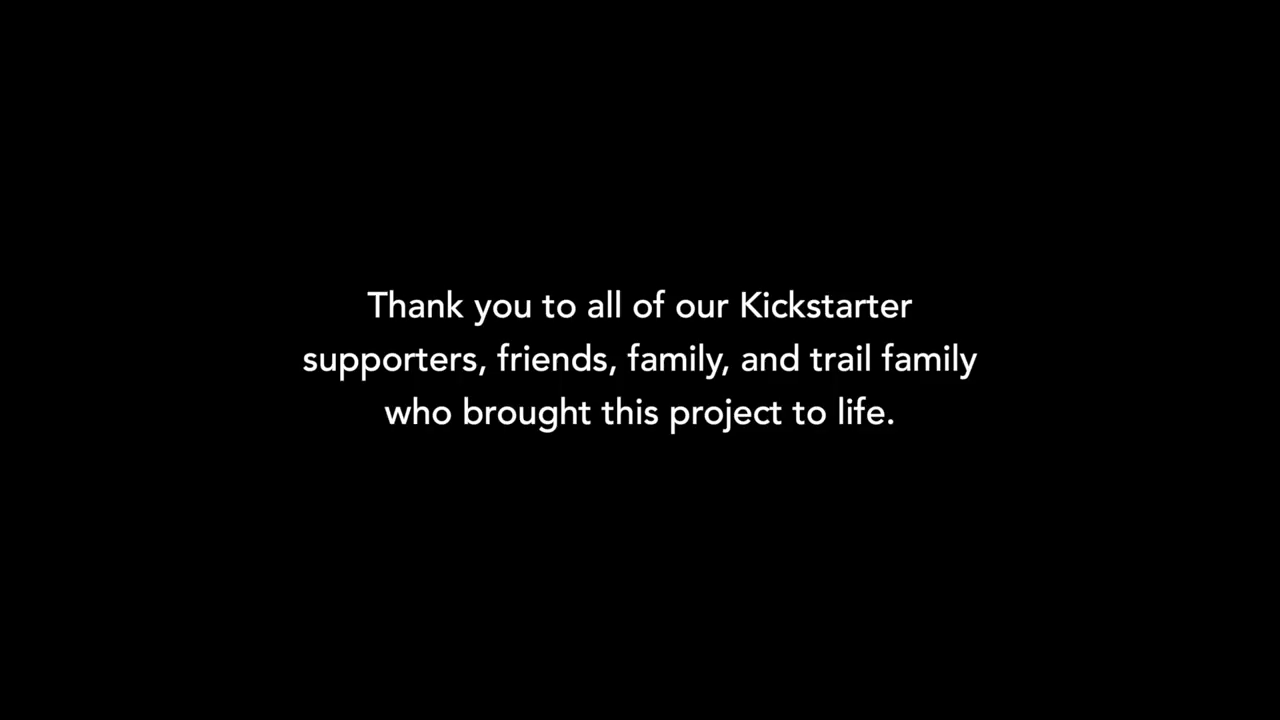 Thank you to all of our Kickstarter
supporters, friends, family, and trail family
who brought this project to life.